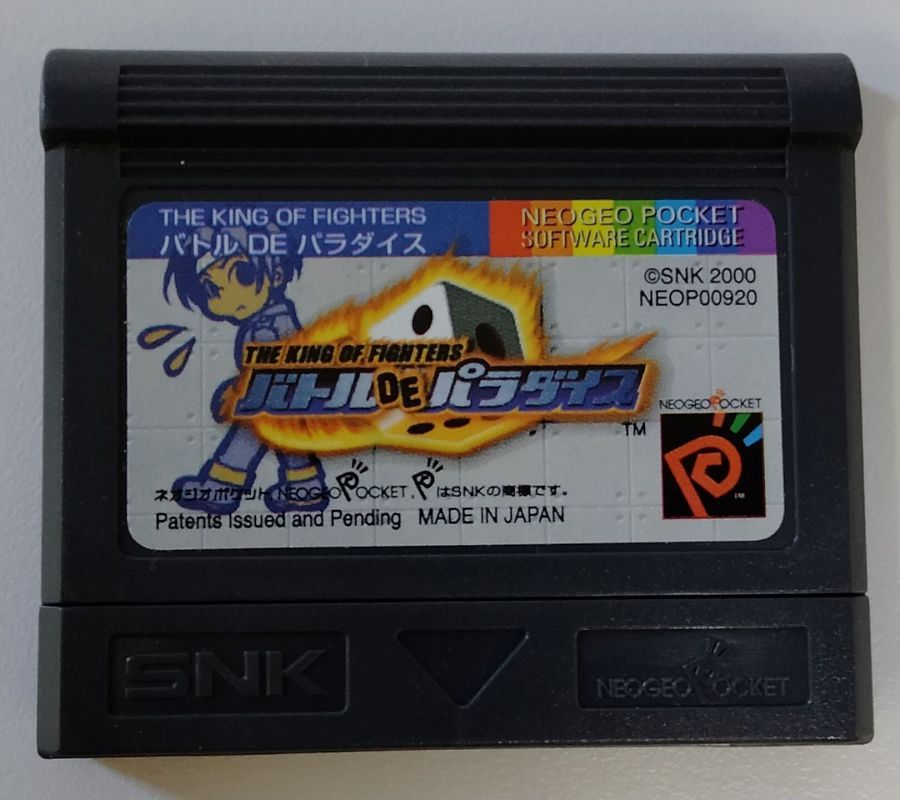 THE KING OF FIGHTERS
バトル DE パラダイス
NEOGEO POCKET
SOFTWARE CARTRIDGE
©SNK 2000
NEOP00920
THE KING OF FIGHTERS
バトルDEパラダイス
TM
NEOGEO POCKET
TM
ネオジオポケット NEOGEO POCKET. PはSNKの商標です。
Patents Issued and Pending MADE IN JAPAN
SNK
NEOGEO POCKET